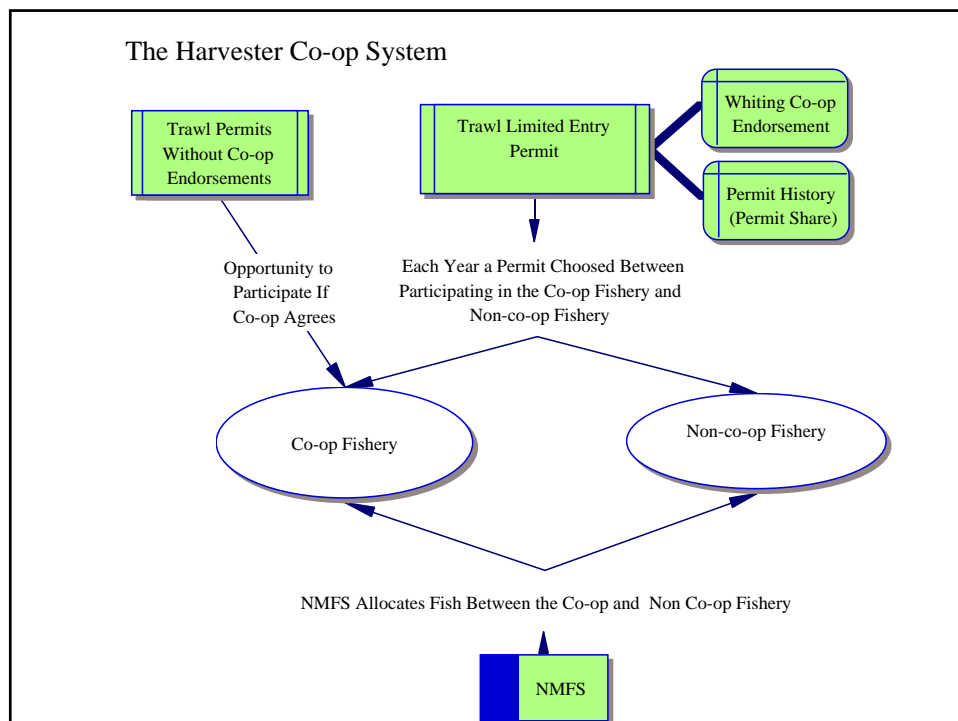 The Harvester Co-op System
Trawl Permits
Without Co-op
Endorsements
Trawl Limited Entry
Permit
Whiting Co-op
Endorsement
Permit History
(Permit Share)
Opportunity to
Participate If
Co-op Agrees
Each Year a Permit Choosed Between
Participating in the Co-op Fishery and
Non-co-op Fishery
Co-op Fishery
Non-co-op Fishery
NMFS Allocates Fish Between the Co-op and Non Co-op Fishery
NMFS